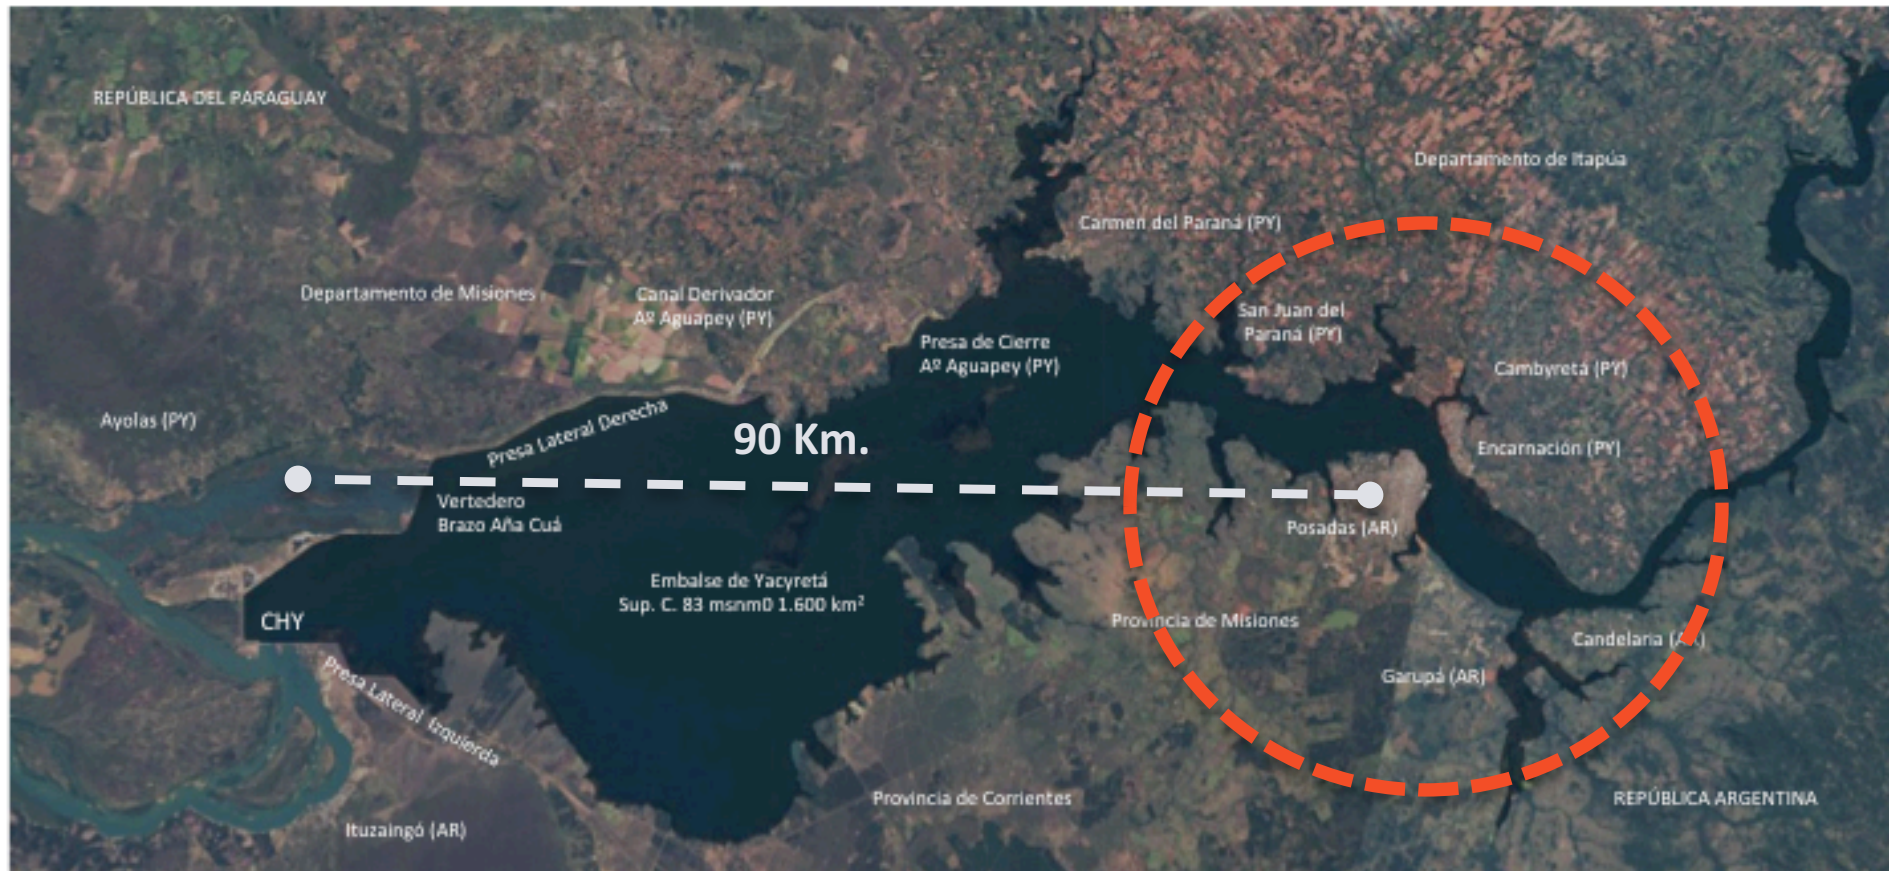 REPÚBLICA DEL PARAGUAY
Departamento de Itapúa
Carmen del Paraná (PY)
Departamento de Misiones
Canal Derivador
Aº Aguapey (PY)
San Juan del
Paraná (PY)
Presa de Cierre
Aº Aguapey (PY)
Cambyretá (PY)
Ayolas (PY)
Presa Lateral Derecha
90 Km.
Encarnación (PY)
Vertedero
Brazo Aña Cuá
Posadas (AR)
Embalse de Yacyretá
Sup. C. 83 msnm0 1.600 km²
CHY
Provincia de Misiones
Candelaria (AR)
Presa Lateral Izquierda
Garupá (AR)
Provincia de Corrientes
REPÚBLICA ARGENTINA
Ituzaingó (AR)